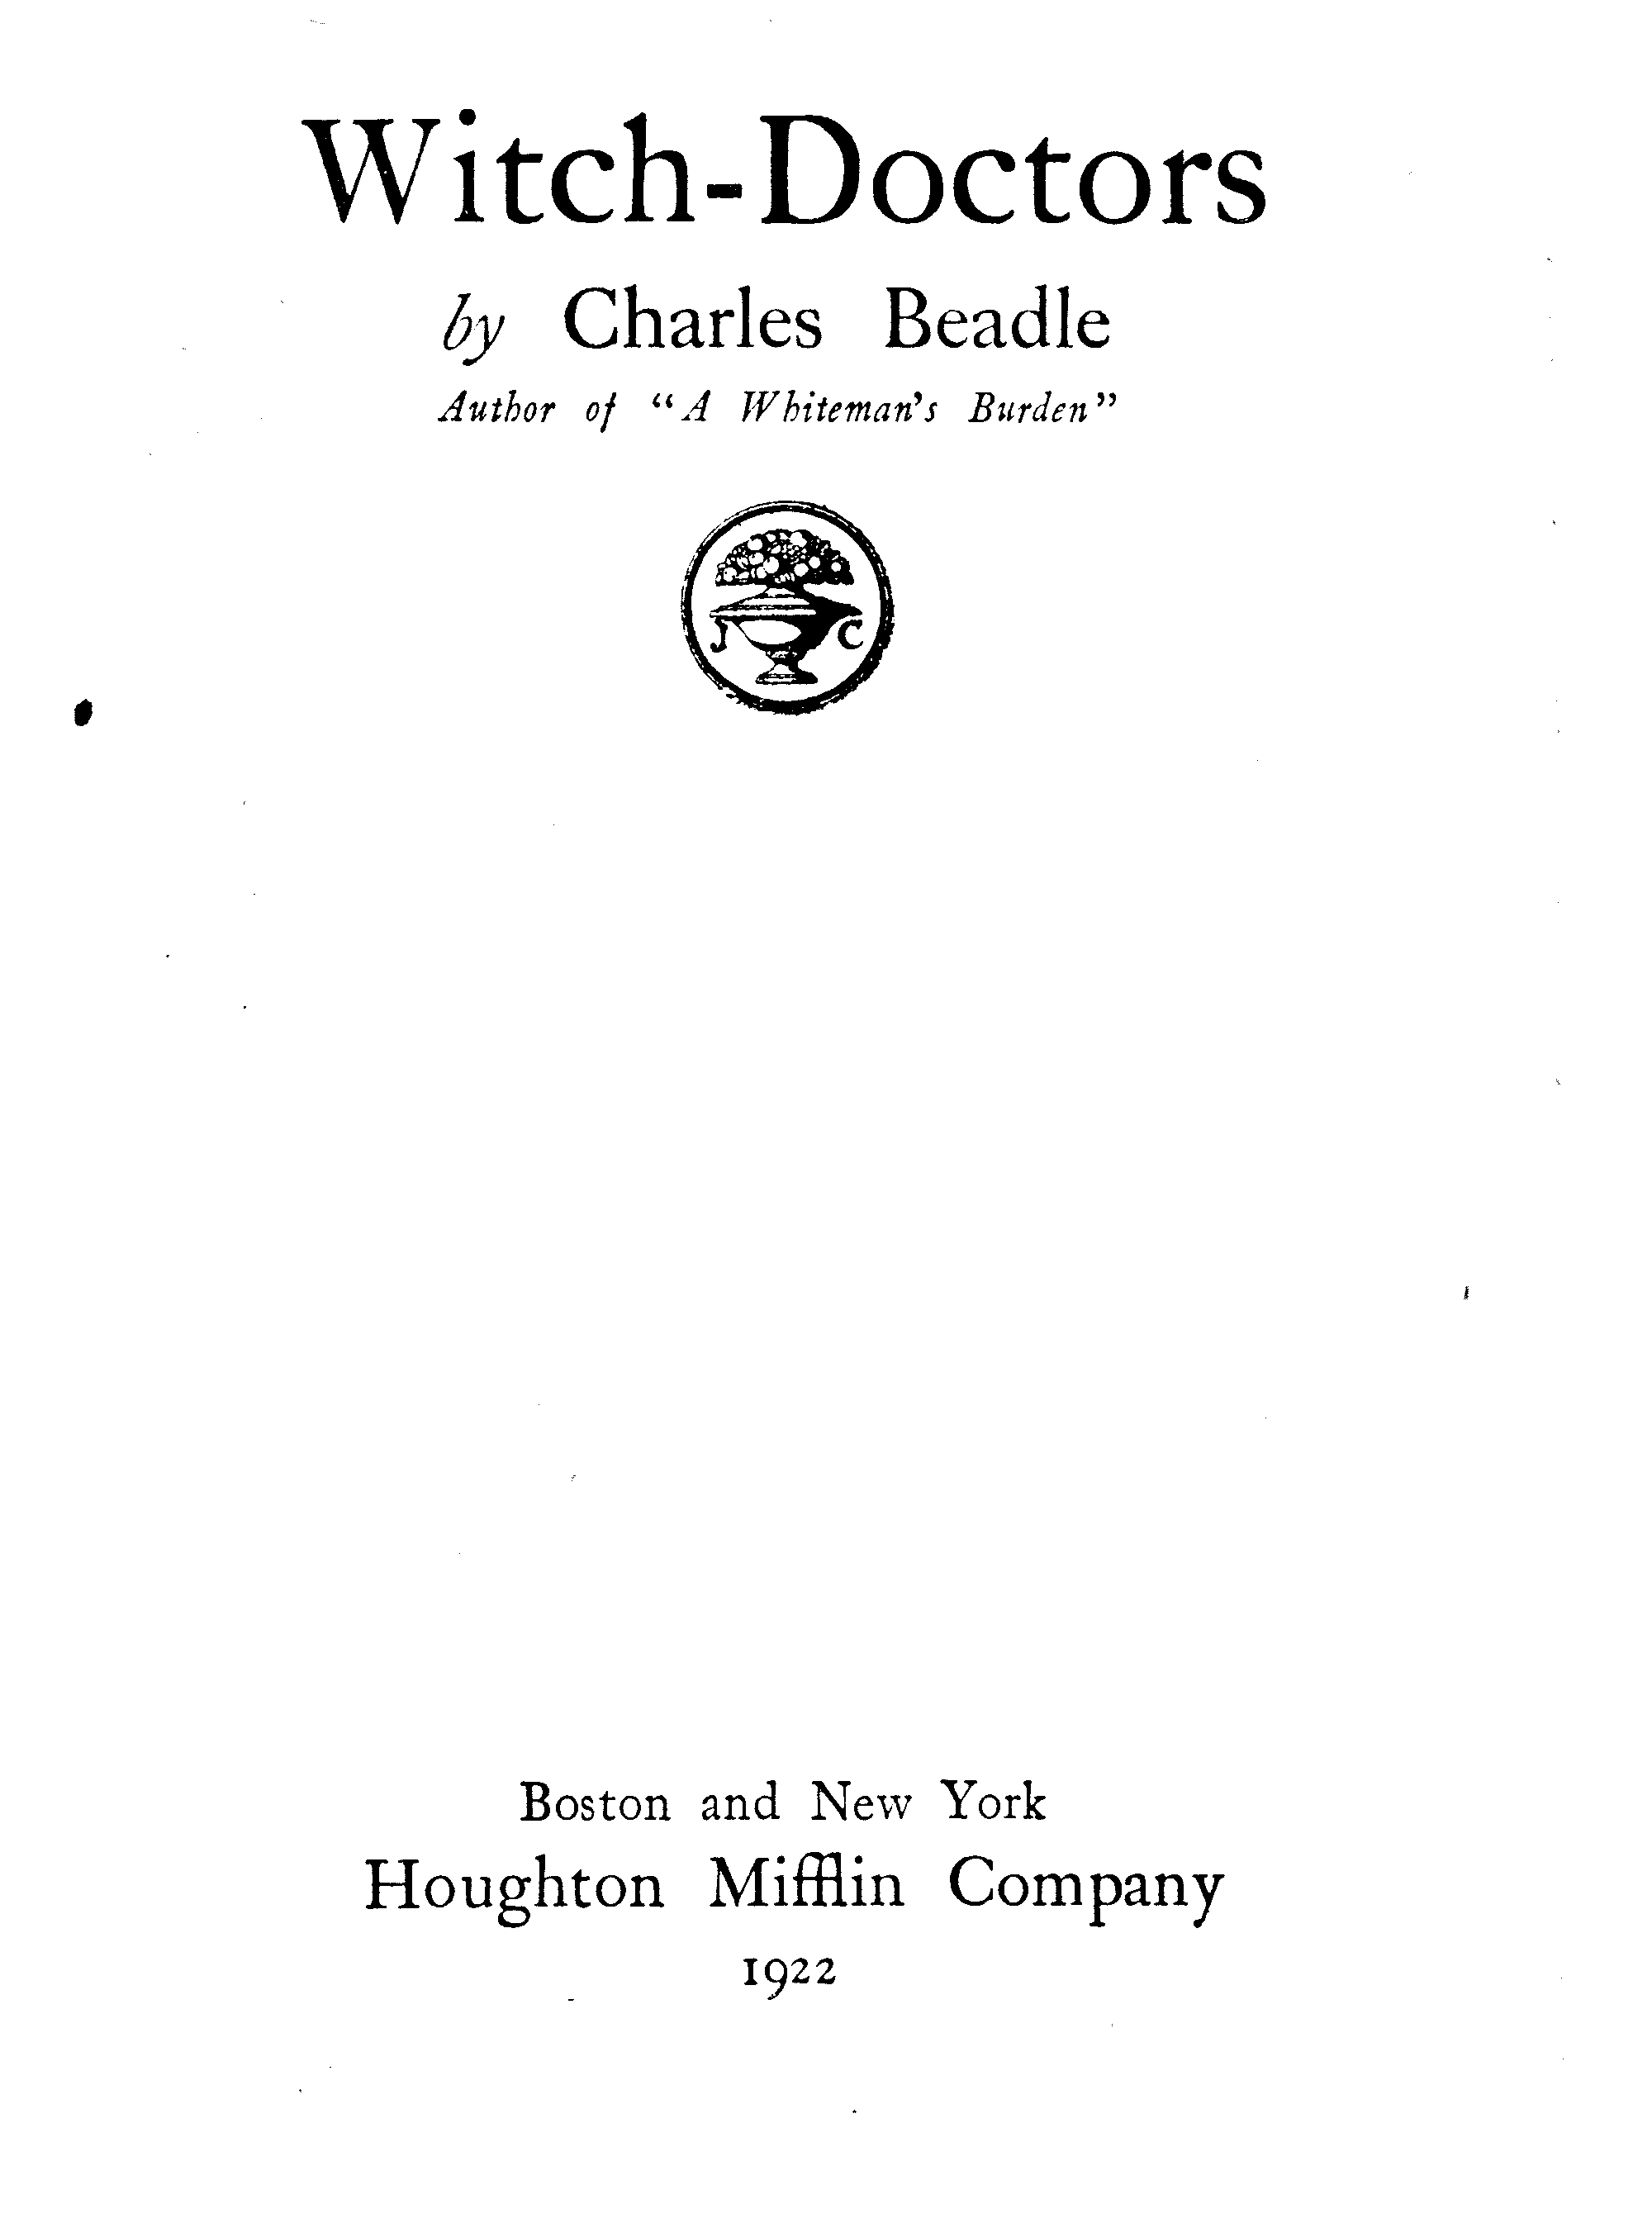 Witch-Doctors
by Charles Beadle
Author of “A Whiteman’s Burden”
J C
Boston and New York
Houghton Mifflin Company
1922